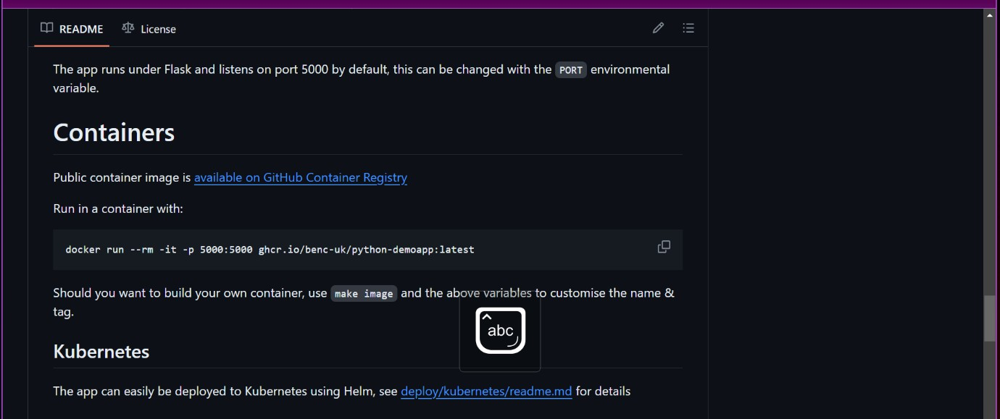 README
License
The app runs under Flask and listens on port 5000 by default, this can be changed with the PORT environmental
variable.
Containers
Public container image is available on GitHub Container Registry
Run in a container with:
docker run --rm -it -p 5000:5000 ghcr.io/benc-uk/python-demoapp:latest
Should you want to build your own container, use make image and the above variables to customise the name &
tag.
abc
Kubernetes
The app can easily be deployed to Kubernetes using Helm, see deploy/kubernetes/readme.md for details